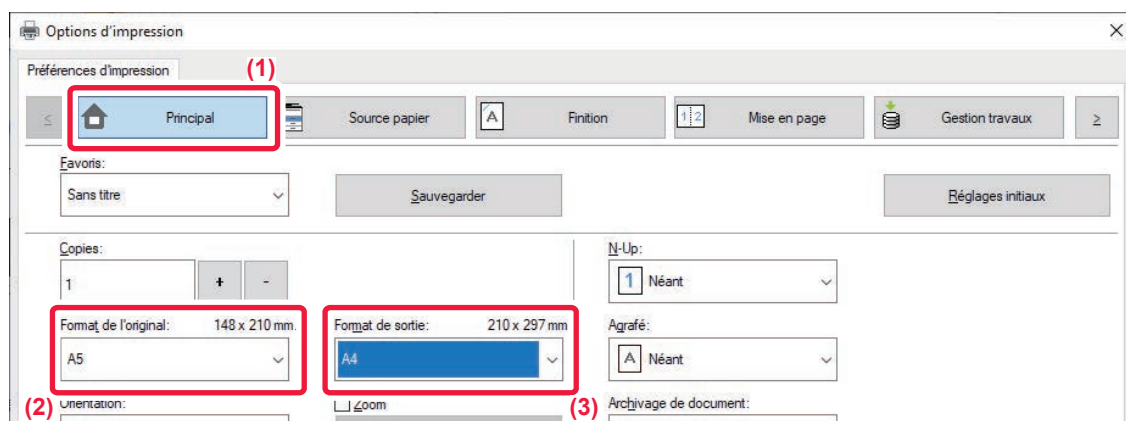 Options d'impression
Préférences d'impression
(1)
Principal
Source papier
Finition
Mise en page
Gestion travaux
Favoris:
Sans titre
Sauvegarder
Réglages initiaux
Copies:
1
+ -
N-Up:
1 Néant
Format de l'original: 148 x 210 mm.
A5
Format de sortie: 210 x 297 mm
A4
Agrafé:
A Néant
(2)
Orientation:
Zoom
(3)
Archivage de document: